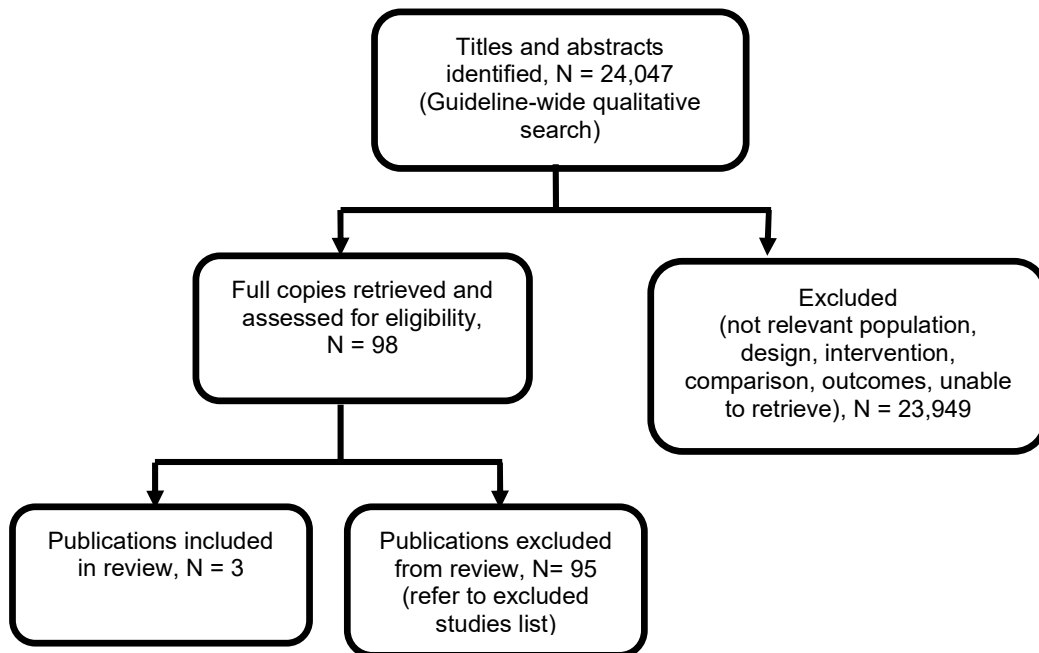 Titles and abstracts
identified, N = 24,047
(Guideline-wide qualitative
search)
Full copies retrieved and
assessed for eligibility,
N = 98
Excluded
(not relevant population,
design, intervention,
comparison, outcomes, unable
to retrieve), N = 23,949
Publications included
in review, N = 3
Publications excluded
from review, N= 95
(refer to excluded
studies list)